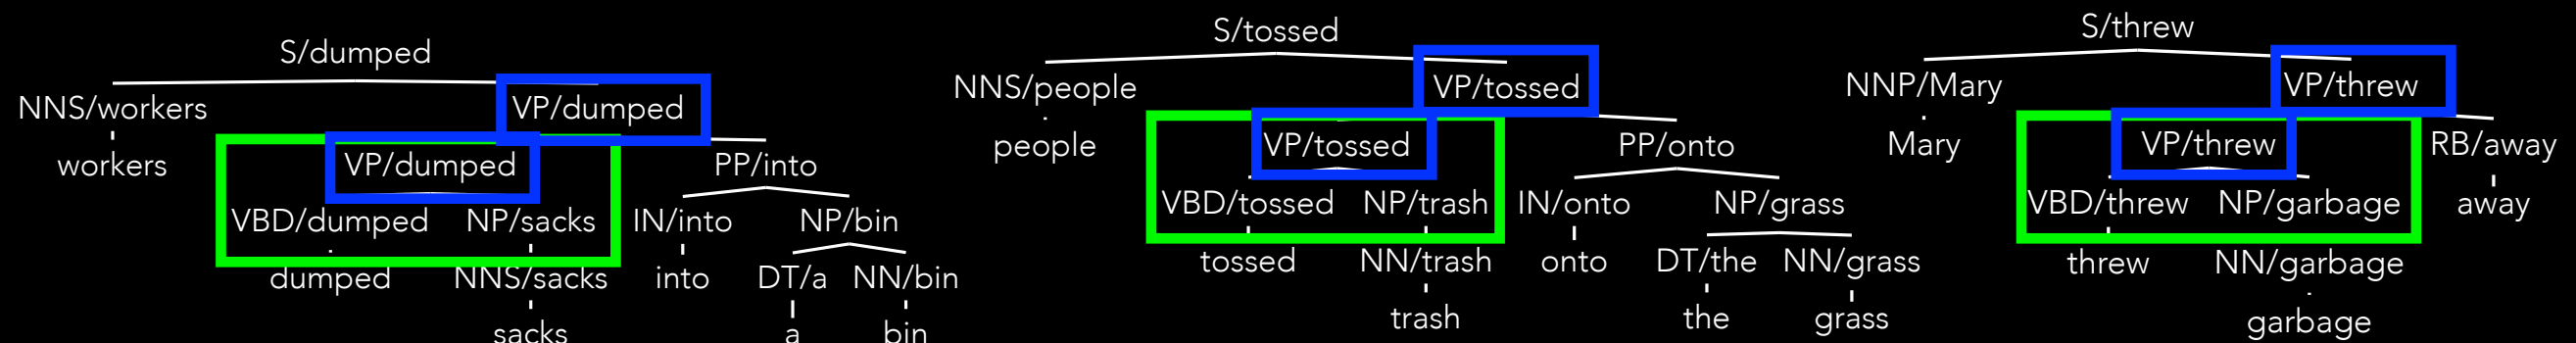 S/dumped
NNS/workers VP/dumped
workers VP/dumped PP/into
VBD/dumped NP/sacks IN/into NP/bin
dumped NNS/sacks into DT/a NN/bin
sacks a bin
S/tossed
NNS/people VP/tossed
people VP/tossed PP/onto
VBD/tossed NP/trash IN/onto NP/grass
tossed NN/trash onto DT/the NN/grass
trash the grass
S/threw
NNP/Mary VP/threw
Mary VP/threw RB/away
VBD/threw NP/garbage away
threw NN/garbage
garbage